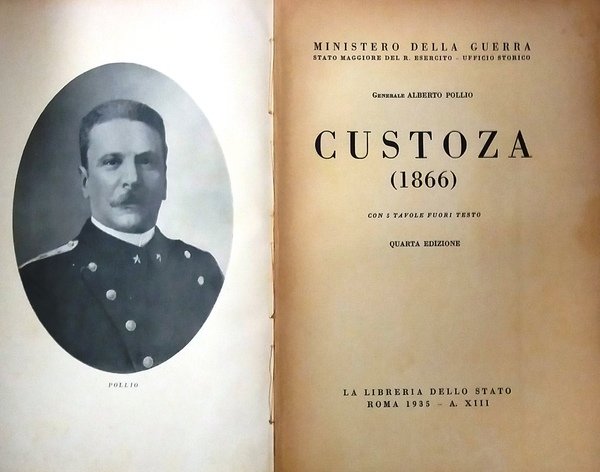 POLLIO
MINISTERO DELLA GUERRA
STATO MAGGIORE DEL R. ESERCITO - UFFICIO STORICO
GENERALE ALBERTO POLLIO
CUSTOZA
(1866)
CON 5 TAVOLE FUORI TESTO
QUARTA EDIZIONE
LA LIBRERIA DELLO STATO
ROMA 1935 - A. XIII